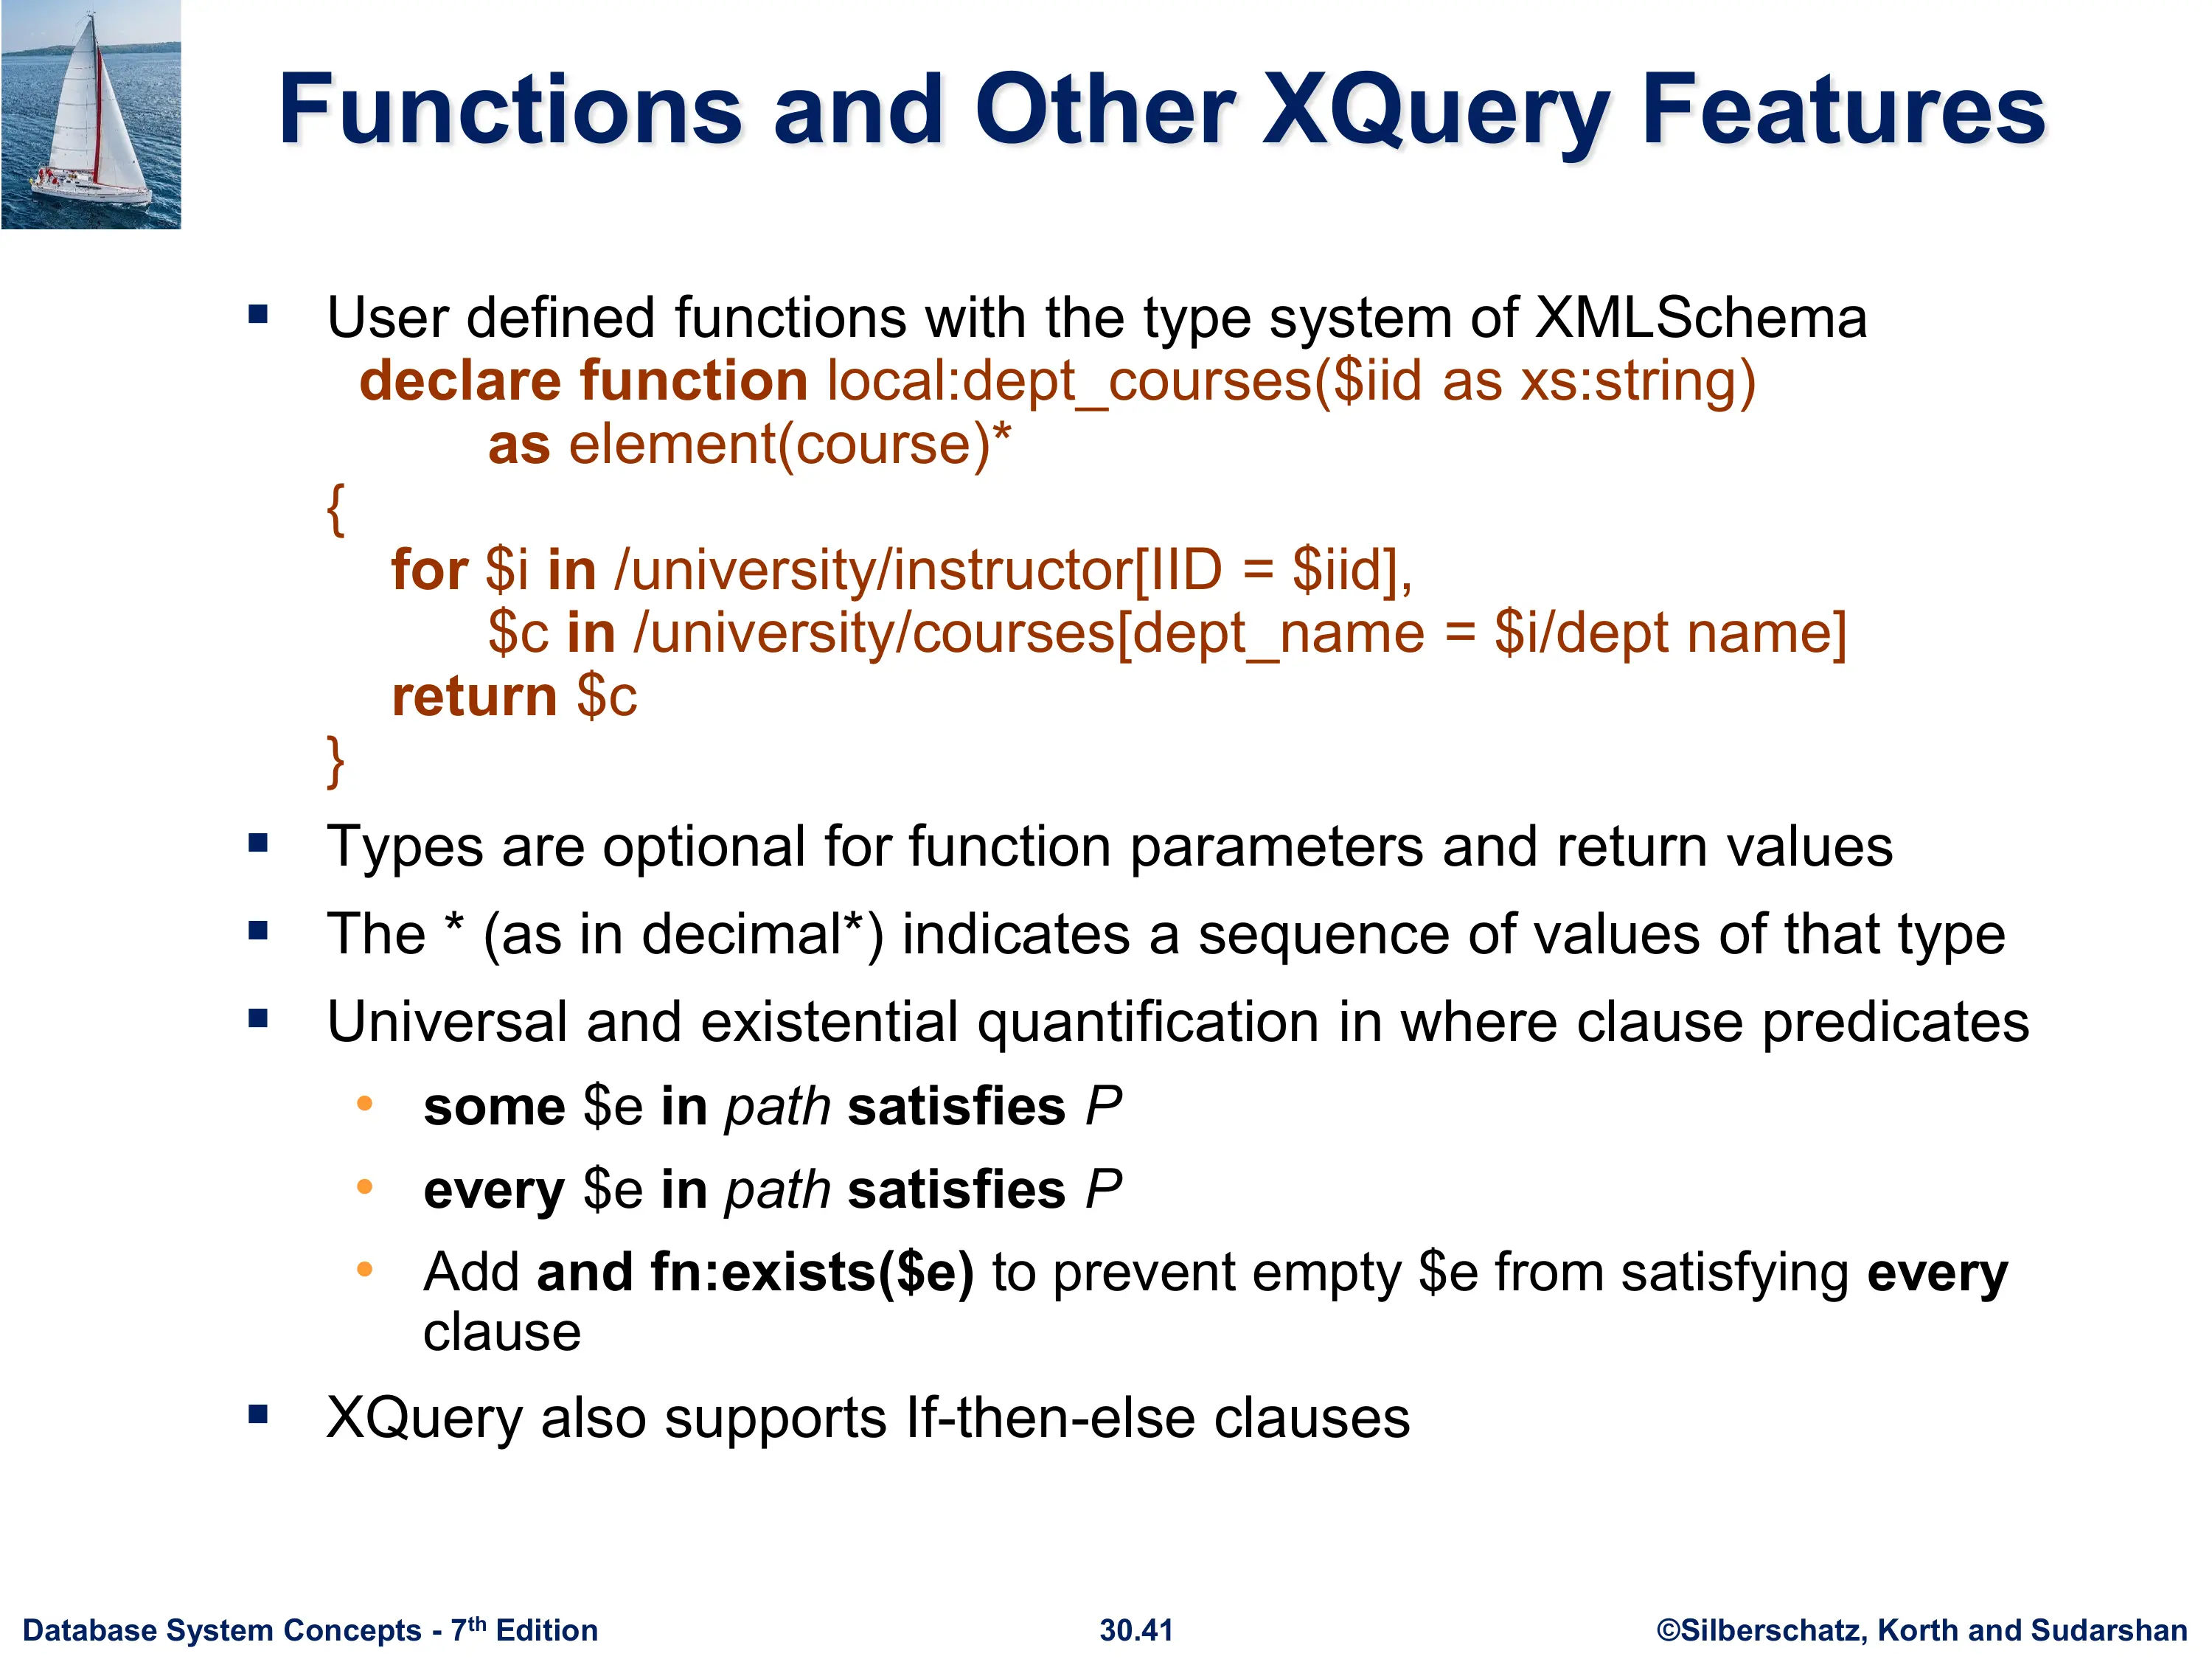 Functions and Other XQuery Features
▪ User defined functions with the type system of XMLSchema
declare function local:dept_courses($iid as xs:string)
as element(course)*
{
for $i in /university/instructor[IID = $iid],
$c in /university/courses[dept_name = $i/dept name]
return $c
}
▪ Types are optional for function parameters and return values
▪ The * (as in decimal*) indicates a sequence of values of that type
▪ Universal and existential quantification in where clause predicates
• some $e in path satisfies P
• every $e in path satisfies P
• Add and fn:exists($e) to prevent empty $e from satisfying every
clause
▪ XQuery also supports If-then-else clauses
Database System Concepts - 7th Edition
30.41
©Silberschatz, Korth and Sudarshan